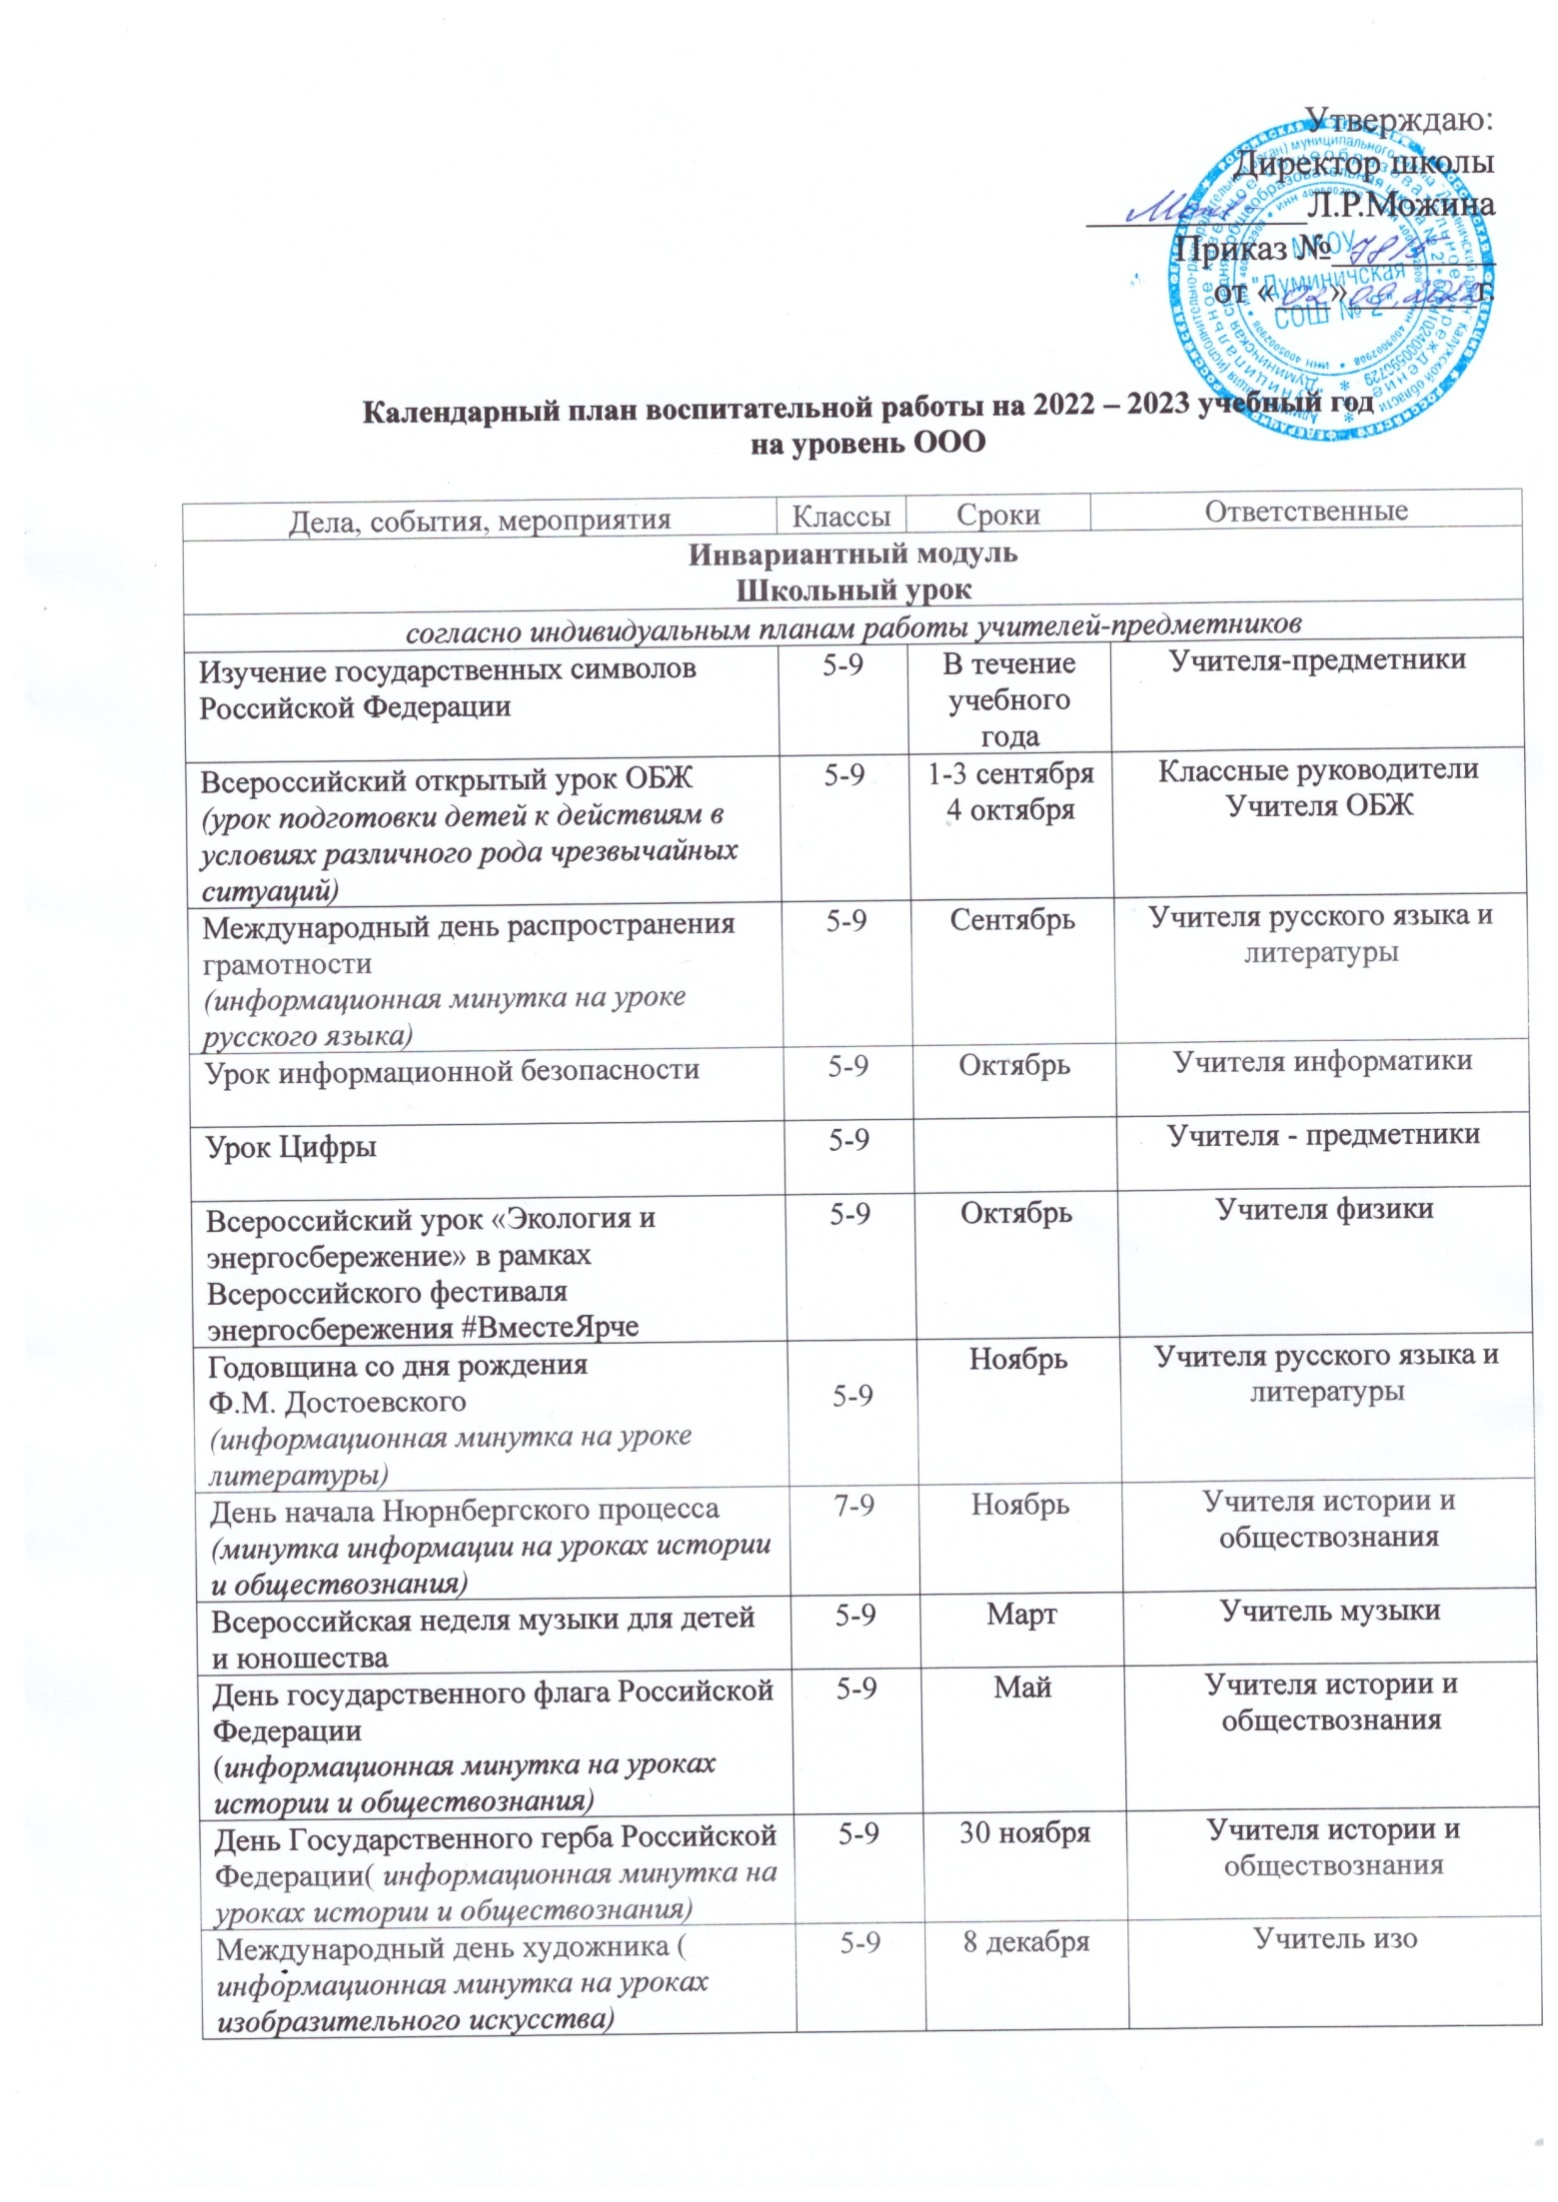 Утверждаю:
Директор школы
Л.Р.Можина
Приказ № 78/5
от « 02 » 09.2022 г.
МКОУ
"Думиничская
СОШ № 2"
Календарный план воспитательной работы на 2022 – 2023 учебный год
на уровень ООО
Дела, события, мероприятия Классы Сроки Ответственные
Инвариантный модуль
Школьный урок
согласно индивидуальным планам работы учителей-предметников
Изучение государственных символов
Российской Федерации
5-9
В течение
учебного
года
Учителя-предметники
Всероссийский открытый урок ОБЖ
(урок подготовки детей к действиям в
условиях различного рода чрезвычайных
ситуаций)
5-9
1-3 сентября
4 октября
Классные руководители
Учителя ОБЖ
Международный день распространения
грамотности
(информационная минутка на уроке
русского языка)
5-9
Сентябрь
Учителя русского языка и
литературы
Урок информационной безопасности
5-9
Октябрь
Учителя информатики
Урок Цифры
5-9
Учителя - предметники
Всероссийский урок «Экология и
энергосбережение» в рамках
Всероссийского фестиваля
энергосбережения #ВместеЯрче
5-9
Октябрь
Учителя физики
Годовщина со дня рождения
Ф.М. Достоевского
(информационная минутка на уроке
литературы)
5-9
Ноябрь
Учителя русского языка и
литературы
День начала Нюрнбергского процесса
(минутка информации на уроках истории
и обществознания)
7-9
Ноябрь
Учителя истории и
обществознания
Всероссийская неделя музыки для детей
и юношества
5-9
Март
Учитель музыки
День государственного флага Российской
Федерации
(информационная минутка на уроках
истории и обществознания)
5-9
Май
Учителя истории и
обществознания
День Государственного герба Российской
Федерации( информационная минутка на
уроках истории и обществознания)
5-9
30 ноября
Учителя истории и
обществознания
Международный день художника (
информационная минутка на уроках
изобразительного искусства)
5-9
8 декабря
Учитель изо